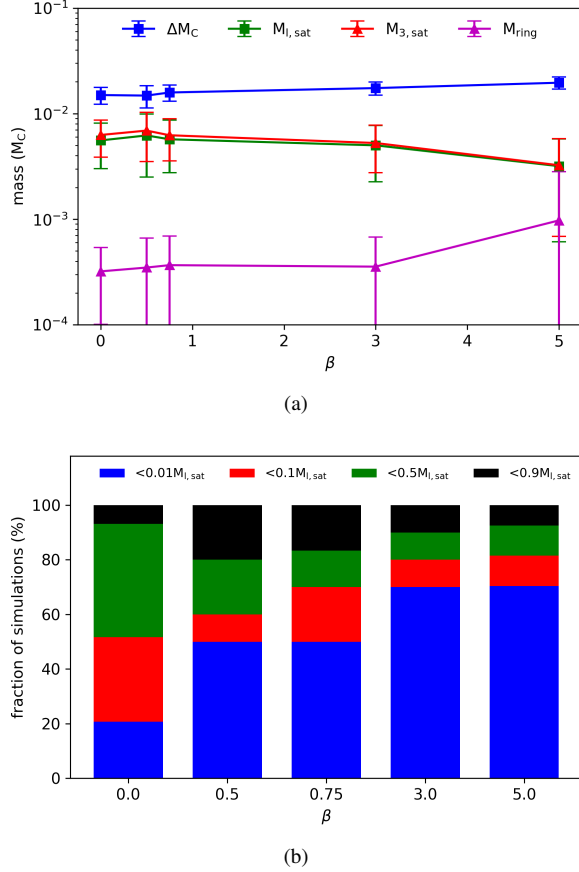 10⁻¹
ΔM_C M_l,sat M_3,sat M_ring
10⁻²
10⁻³
10⁻⁴
mass (M_C)
0 1 2 3 4 5
β
(a)
<0.01M_l,sat <0.1M_l,sat <0.5M_l,sat <0.9M_l,sat
100
80
60
40
20
0
fraction of simulations (%)
0.0 0.5 0.75 3.0 5.0
β
(b)